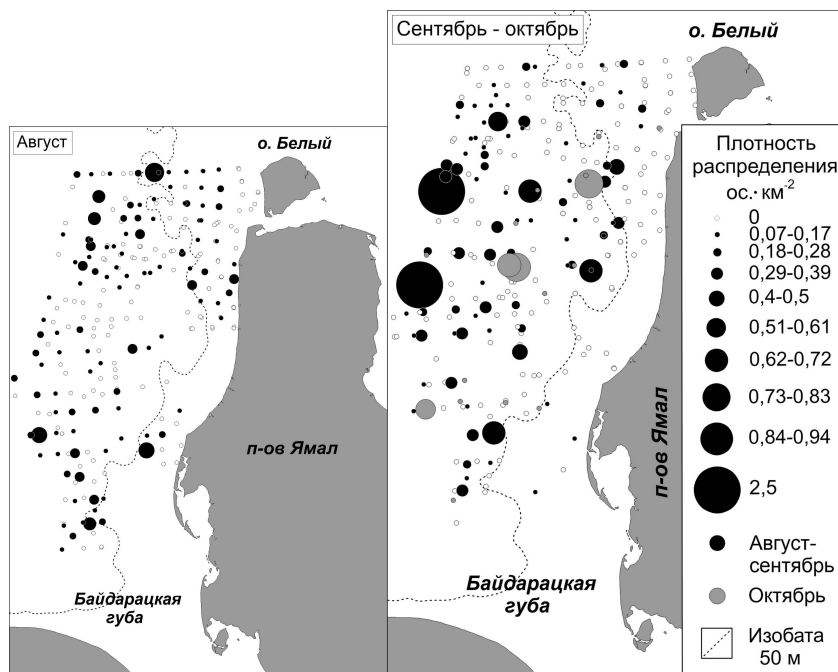 Август
о. Белый
п-ов Ямал
Байдарацкая
губа
Сентябрь - октябрь
о. Белый
п-ов Ямал
Байдарацкая
губа
Плотность
распределения
ос.·км-2
0
0,07-0,17
0,18-0,28
0,29-0,39
0,4-0,5
0,51-0,61
0,62-0,72
0,73-0,83
0,84-0,94
2,5
Август-
сентябрь
Октябрь
Изобата
50 м